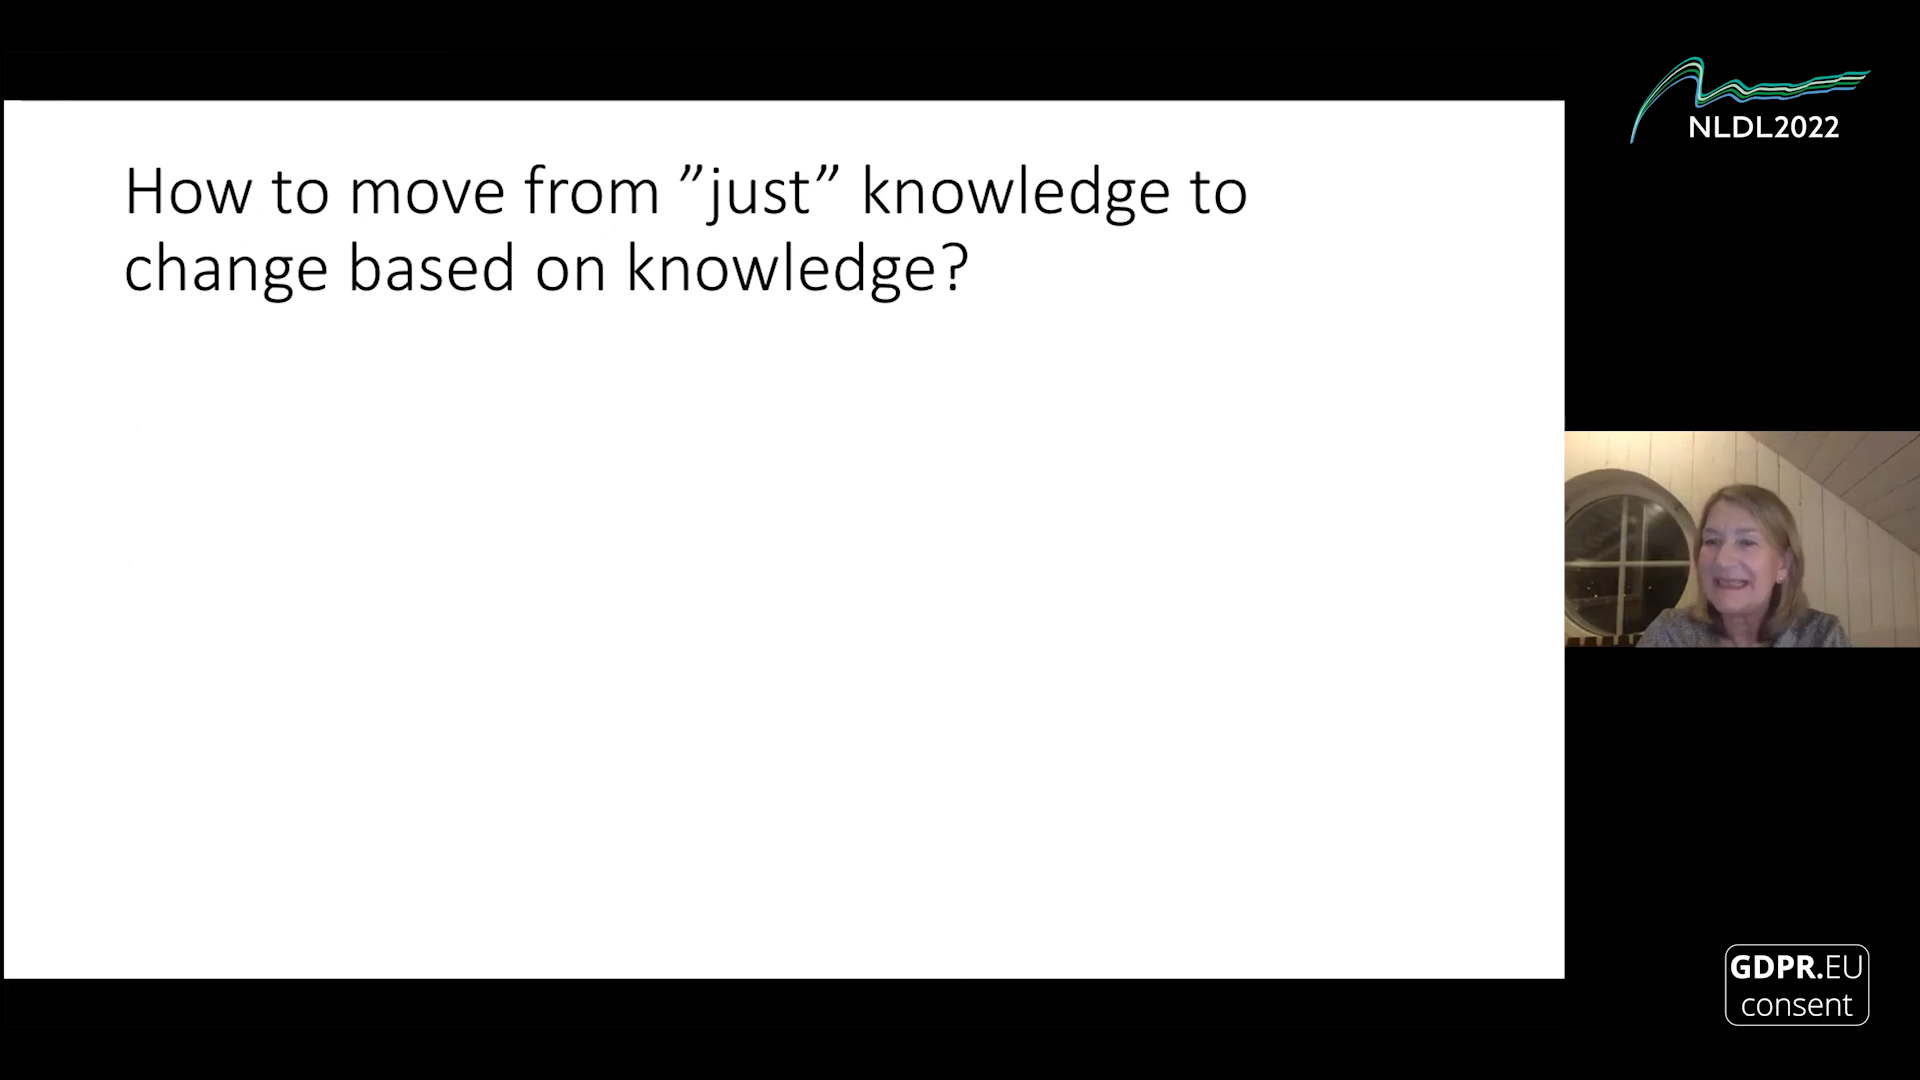 How to move from ”just” knowledge to
change based on knowledge?
NLDL2022
GDPR.EU
consent